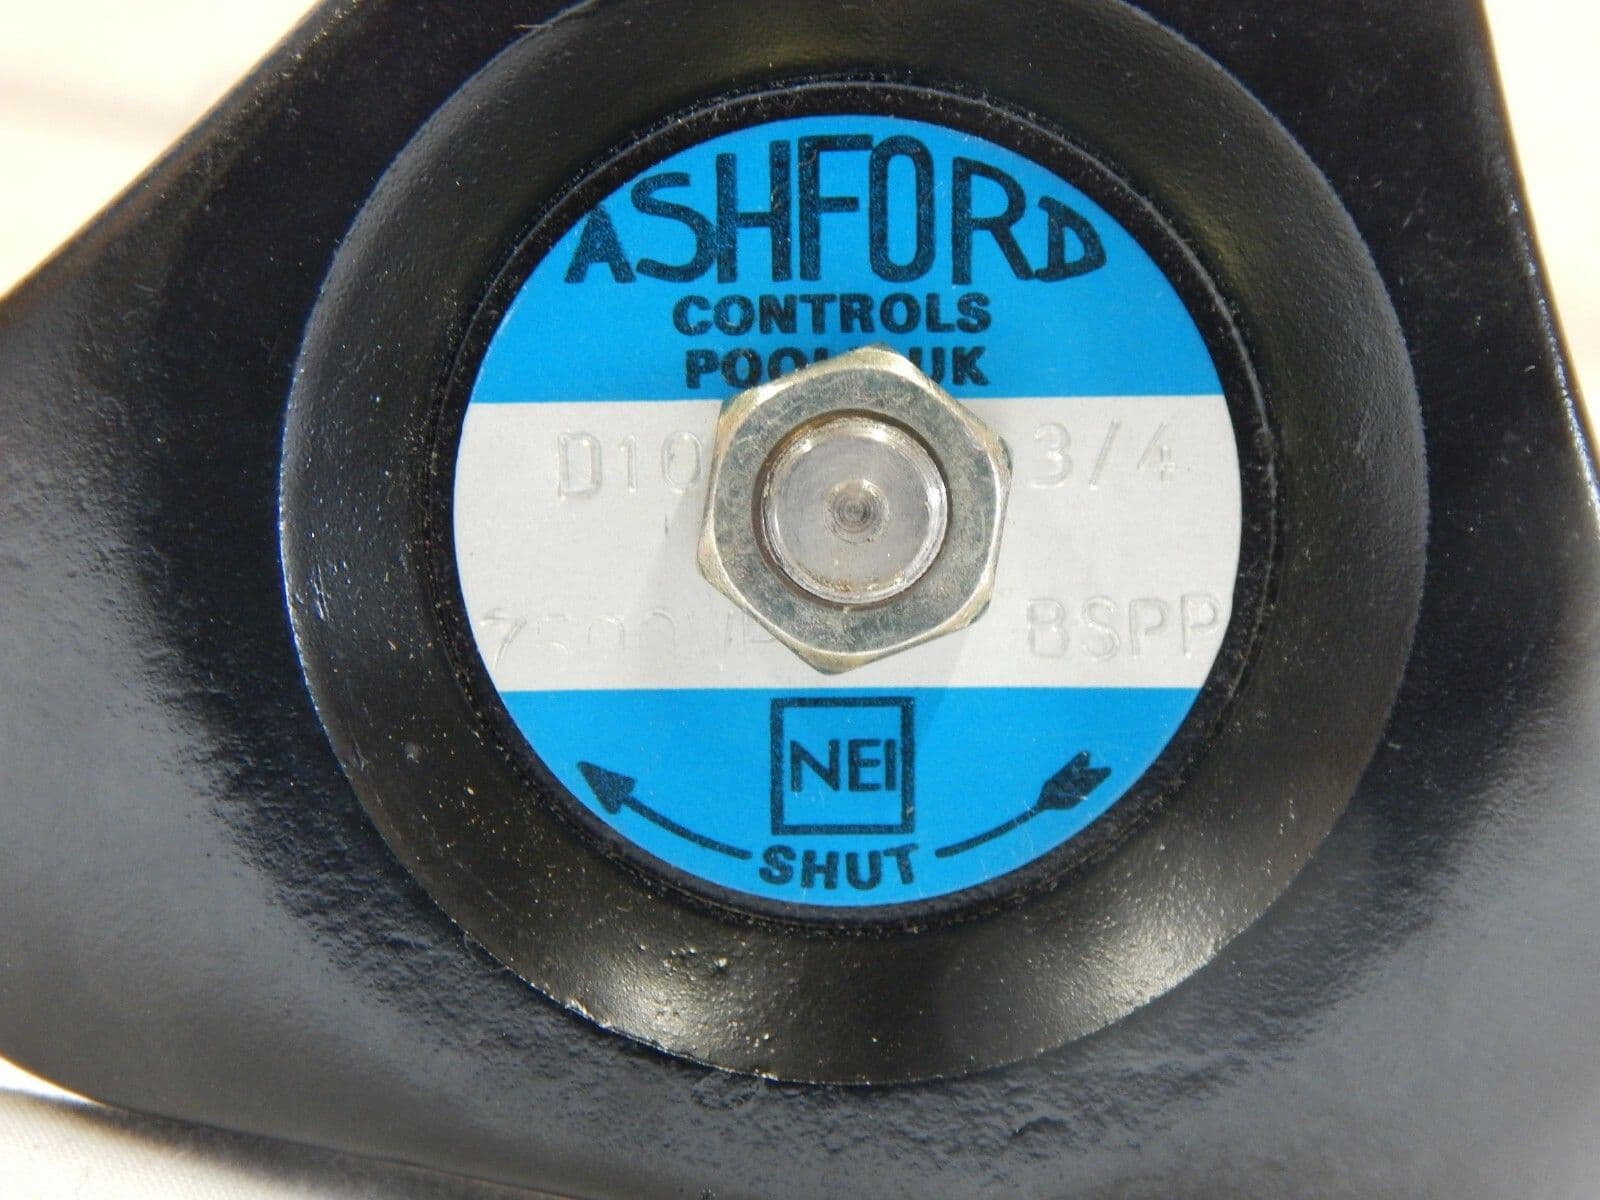 ASHFORD
CONTROLS
UK
D10 3/4
BSPP
NEI
SHUT